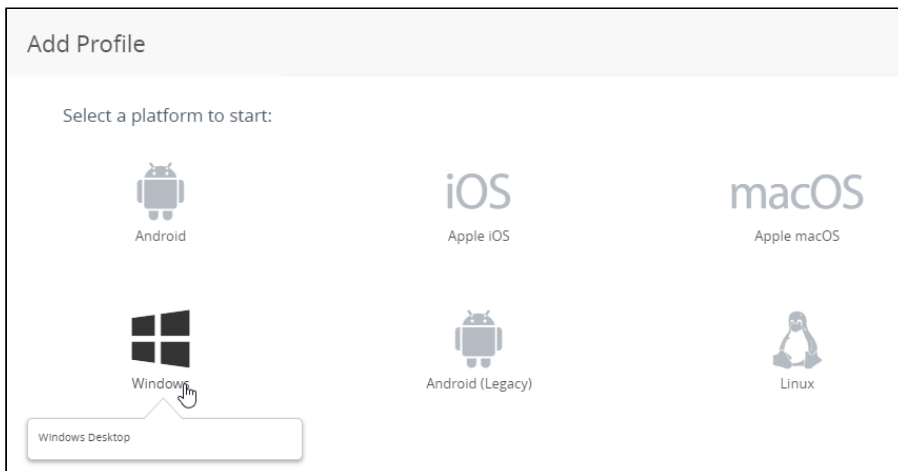 Add Profile
Select a platform to start:
iOS
macOS
Android
Apple iOS
Apple macOS
Windows
Android (Legacy)
Linux
Windows Desktop